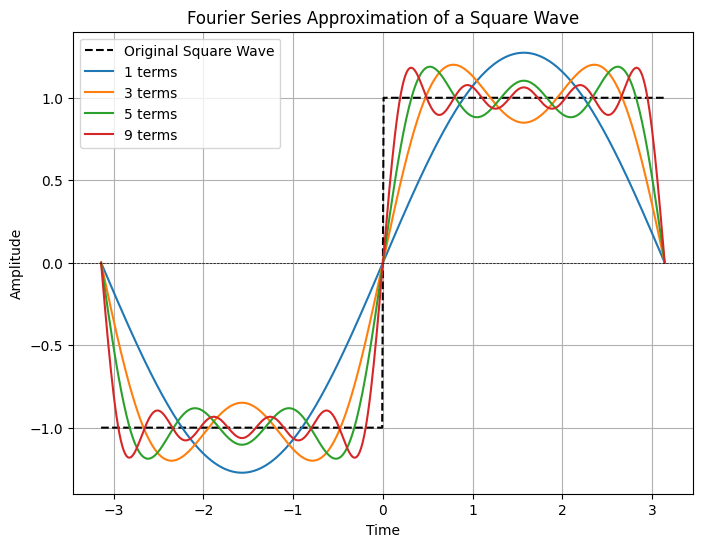 Fourier Series Approximation of a Square Wave
Original Square Wave
1 terms
3 terms
5 terms
9 terms
1.0
0.5
0.0
−0.5
−1.0
Amplitude
−3 −2 −1 0 1 2 3
Time